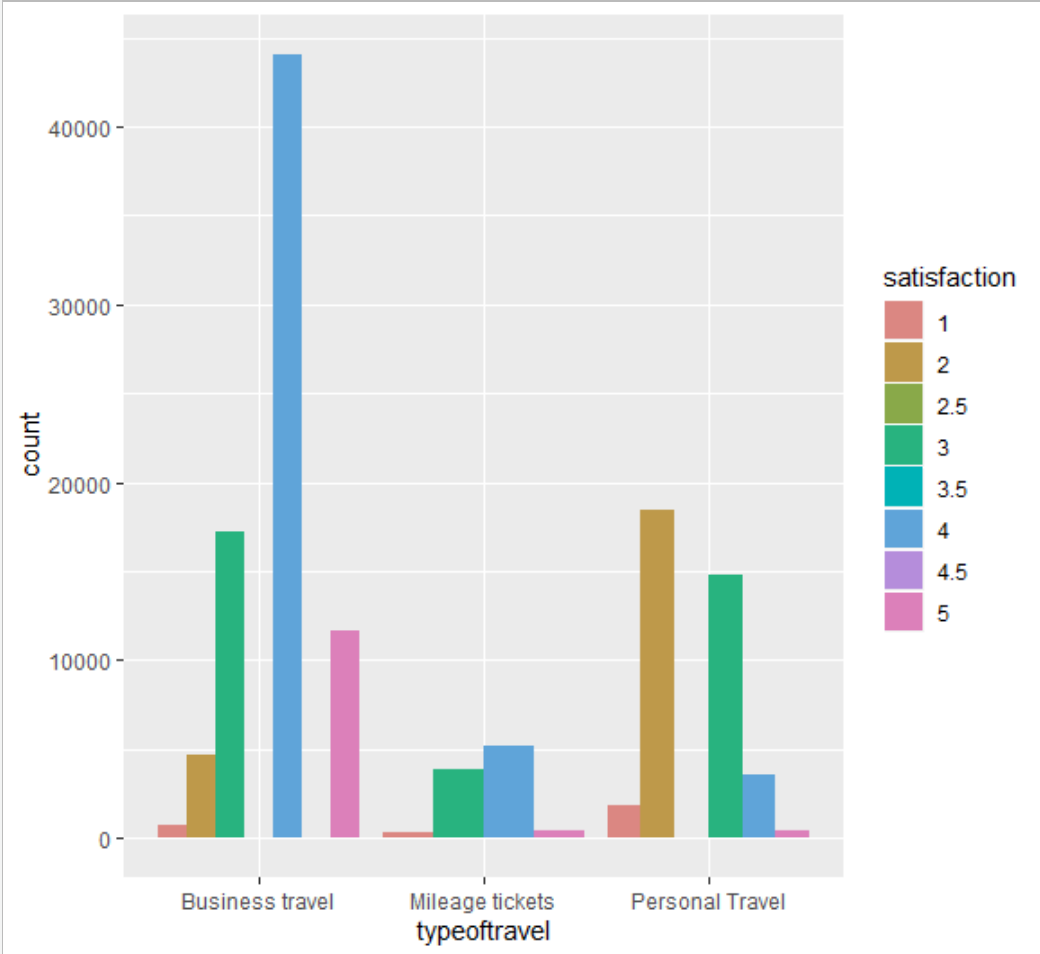 40000
30000
20000
10000
0
count
Business travel
Mileage tickets
Personal Travel
typeoftravel
satisfaction
1
2
2.5
3
3.5
4
4.5
5